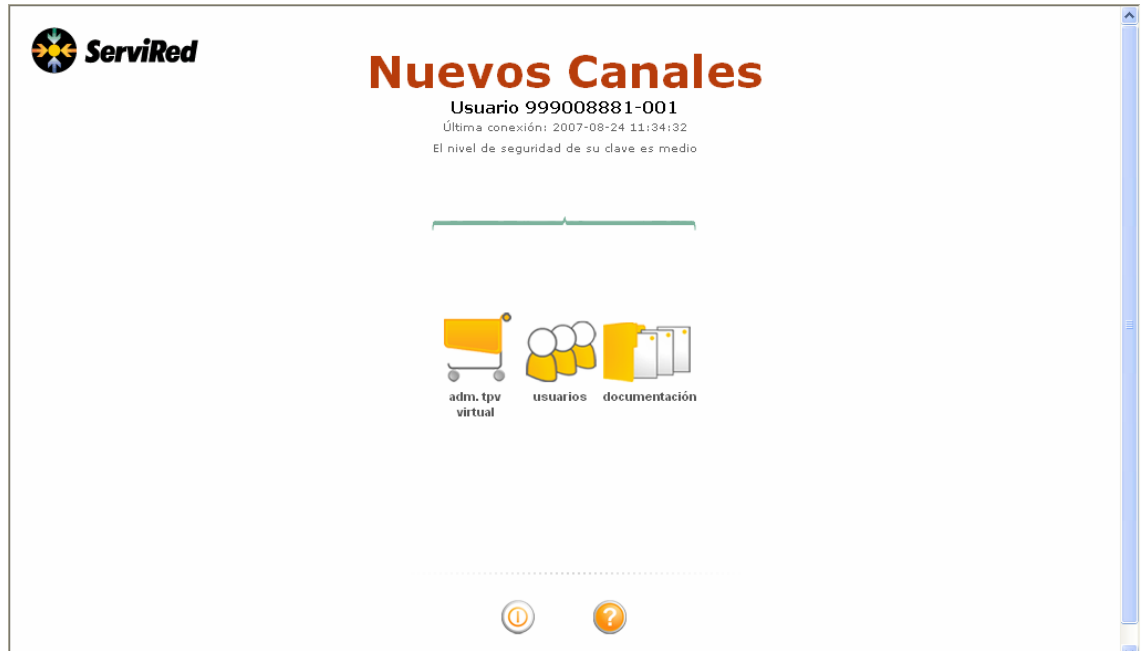 ServiRed
Nuevos Canales
Usuario 999008881-001
Última conexión: 2007-08-24 11:34:32
El nivel de seguridad de su clave es medio
adm. tpv
virtual
usuarios
documentación
?